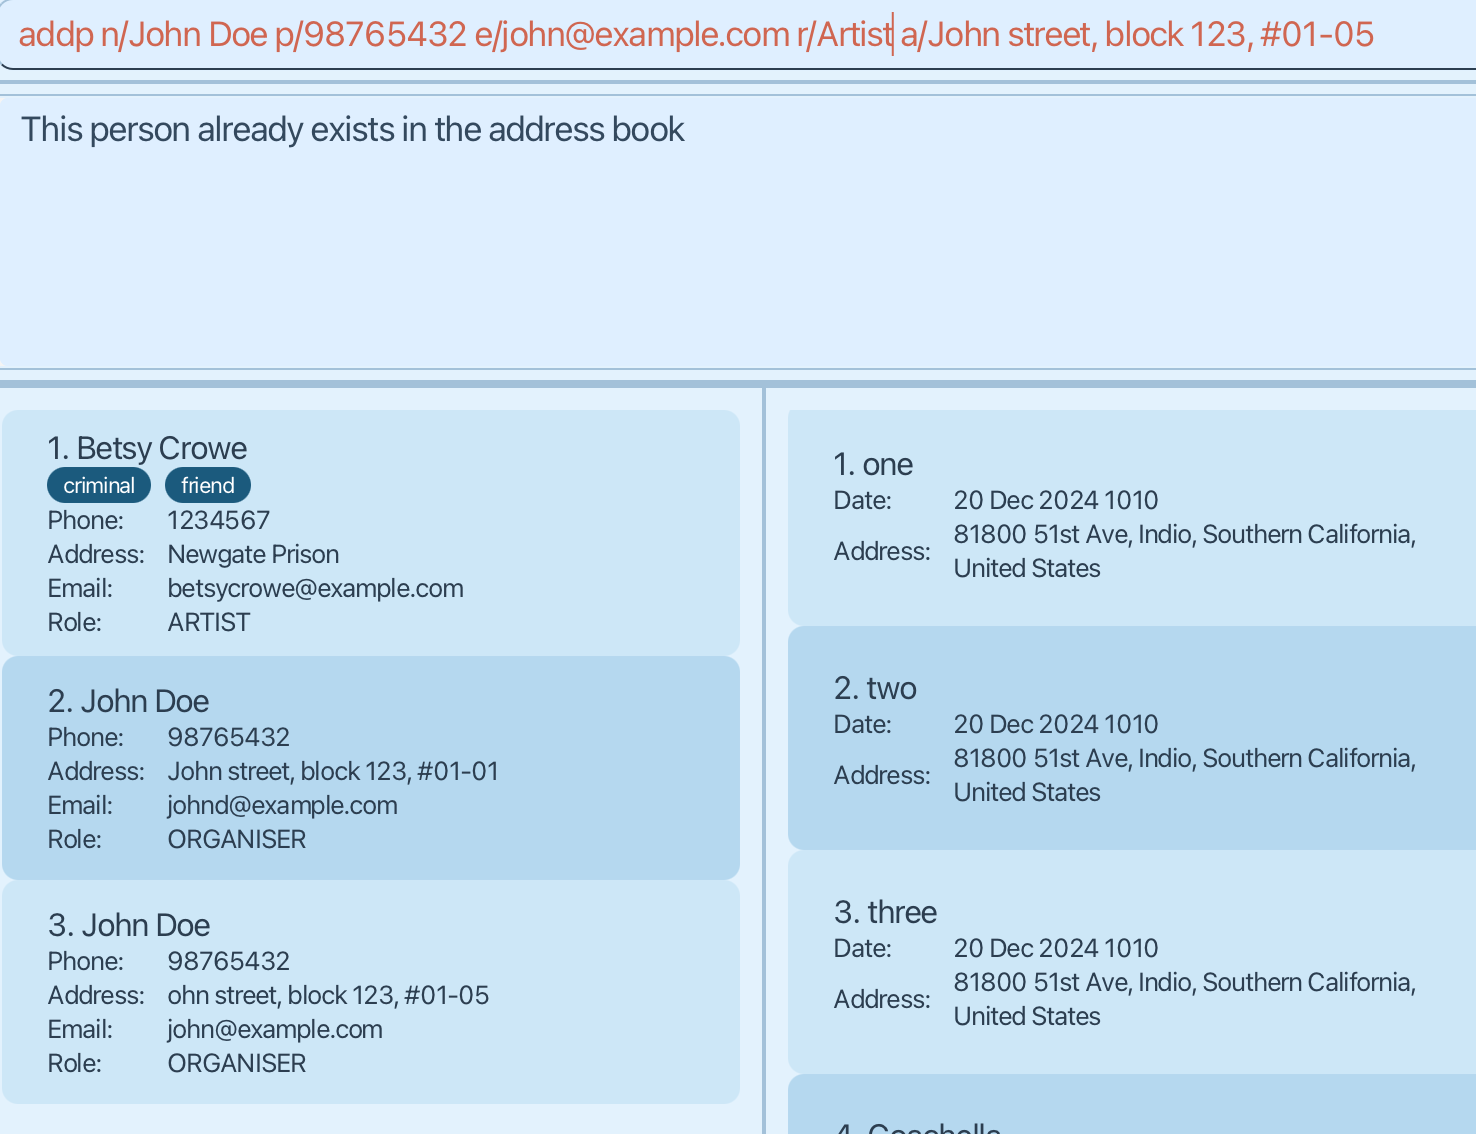 addp n/John Doe p/98765432 e/john@example.com r/Artist a/John street, block 123, #01-05
This person already exists in the address book
1. Betsy Crowe
criminal friend
Phone: 1234567
Address: Newgate Prison
Email: betsycrowe@example.com
Role: ARTIST
2. John Doe
Phone: 98765432
Address: John street, block 123, #01-01
Email: johnd@example.com
Role: ORGANISER
3. John Doe
Phone: 98765432
Address: ohn street, block 123, #01-05
Email: john@example.com
Role: ORGANISER
1. one
Date: 20 Dec 2024 1010
Address: 81800 51st Ave, Indio, Southern California,
United States
2. two
Date: 20 Dec 2024 1010
Address: 81800 51st Ave, Indio, Southern California,
United States
3. three
Date: 20 Dec 2024 1010
Address: 81800 51st Ave, Indio, Southern California,
United States
4. Coachella